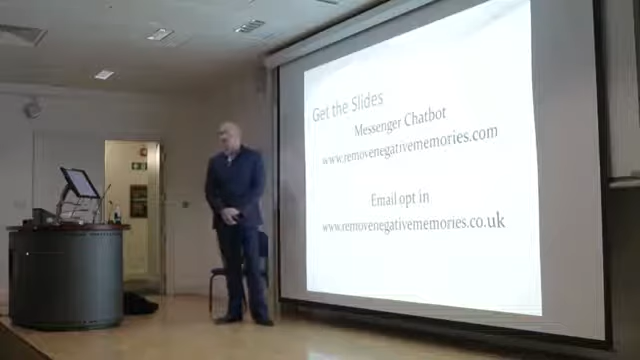 Get the Slides
Messenger Chatbot
www.removenegativememories.com
Email opt in
www.removenegativememories.co.uk